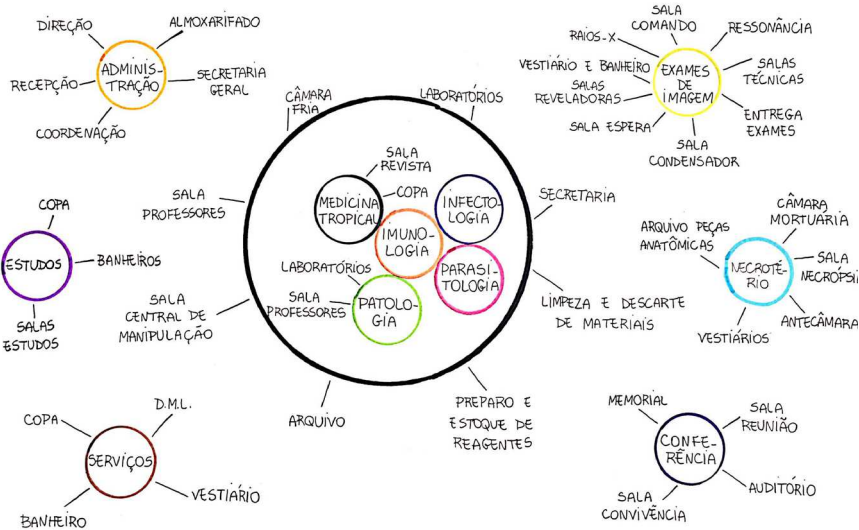 DIREÇÃO
ALMOXARIFADO
ADMINIS-
TRAÇÃO
RECEPÇÃO
SECRETARIA
GERAL
COORDENAÇÃO
SALA
COMANDO
RAIOS-X
RESSONÂNCIA
VESTIÁRIO E BANHEIRO
EXAMES
DE
IMAGEM
SALAS
TÉCNICAS
SALAS
REVELADORAS
SALA ESPERA
ENTREGA
EXAMES
SALA
CONDENSADOR
CÂMARA
FRIA
LABORATÓRIOS
SALA
PROFESSORES
SECRETARIA
SALA
CENTRAL DE
MANIPULAÇÃO
LIMPEZA E DESCARTE
DE MATERIAIS
ARQUIVO
PREPARO E
ESTOQUE DE
REAGENTES
SALA
REVISTA
COPA
MEDICINA
TROPICAL
INFECTO-
LOGIA
IMUNO-
LOGIA
PARASI-
TOLOGIA
LABORATÓRIOS
SALA
PROFESSORES
PATOLO-
GIA
COPA
ESTUDOS
BANHEIROS
SALAS
ESTUDOS
ARQUIVO PEÇAS
ANATÔMICAS
CÂMARA
MORTUÁRIA
NECROTÉ-
RIO
SALA
NECRÓPSIA
VESTIÁRIOS
ANTECÂMARA
COPA
D.M.L.
SERVIÇOS
BANHEIRO
VESTIÁRIO
MEMORIAL
SALA
REUNIÃO
CONFE-
RÊNCIA
SALA
CONVIVÊNCIA
AUDITÓRIO